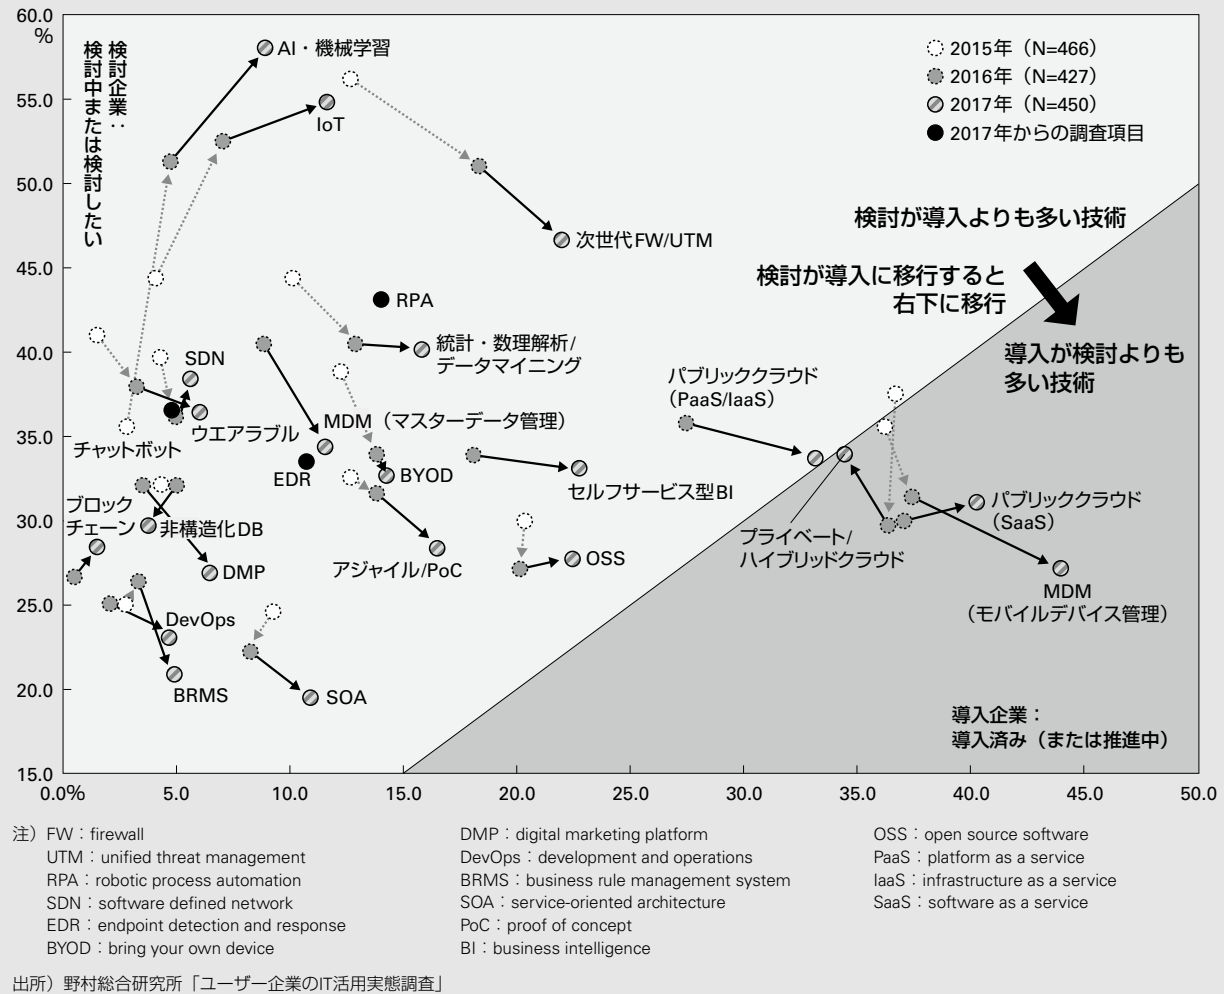 60.0
%
55.0
50.0
45.0
40.0
35.0
30.0
25.0
20.0
15.0
検討企業：
検討中または検討したい
AI・機械学習
IoT
次世代FW/UTM
RPA
統計・数理解析/
データマイニング
SDN
ウエアラブル
チャットボット
MDM（マスターデータ管理）
EDR
BYOD
セルフサービス型BI
パブリッククラウド
(PaaS/IaaS)
ブロック
チェーン
非構造化DB
DMP
アジャイル/PoC
OSS
DevOps
BRMS
SOA
プライベート/
ハイブリッドクラウド
パブリッククラウド
(SaaS)
MDM
（モバイルデバイス管理）
2015年（N=466）
2016年（N=427）
2017年（N=450）
2017年からの調査項目
検討が導入よりも多い技術
検討が導入に移行すると
右下に移行
導入が検討よりも
多い技術
導入企業：
導入済み（または推進中）
0.0%
5.0
10.0
15.0
20.0
25.0
30.0
35.0
40.0
45.0
50.0
注）FW：firewall
UTM：unified threat management
RPA：robotic process automation
SDN：software defined network
EDR：endpoint detection and response
BYOD：bring your own device
DMP：digital marketing platform
DevOps：development and operations
BRMS：business rule management system
SOA：service-oriented architecture
PoC：proof of concept
BI：business intelligence
OSS：open source software
PaaS：platform as a service
IaaS：infrastructure as a service
SaaS：software as a service
出所）野村総合研究所「ユーザー企業のIT活用実態調査」